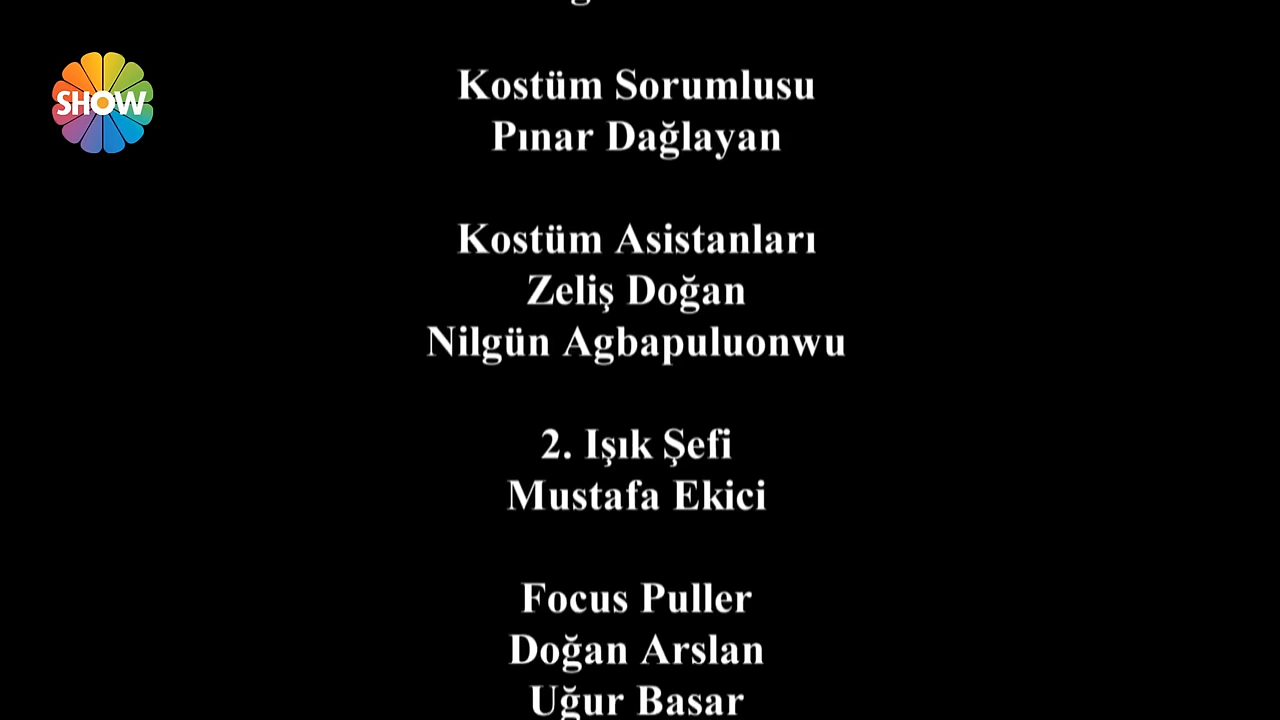 SHOW
Kostüm Sorumlusu
Pınar Dağlayan
Kostüm Asistanları
Zeliş Doğan
Nilgün Agbapuluonwu
2. Işık Şefi
Mustafa Ekici
Focus Puller
Doğan Arslan
Uğur Basar